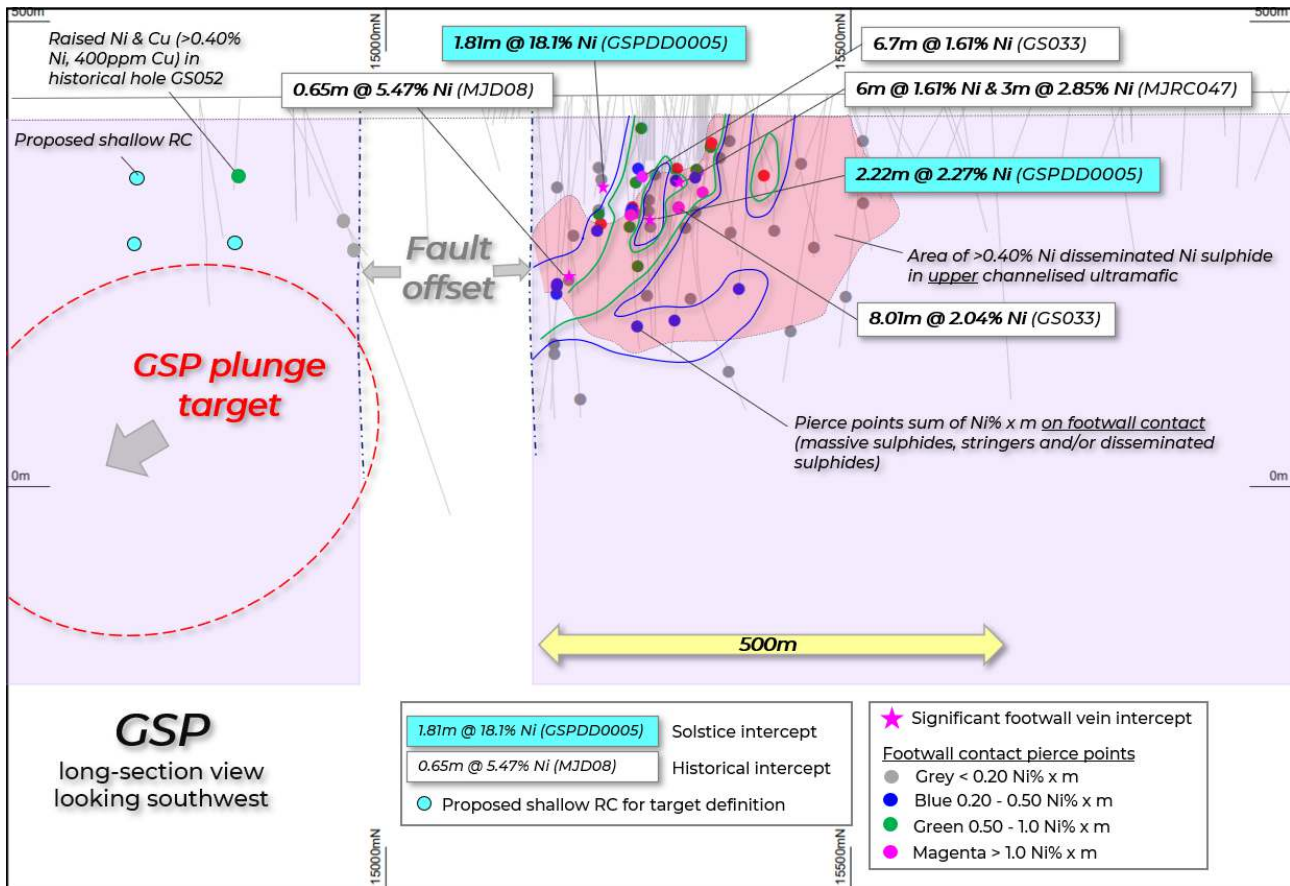 500m
500m
15000mN
15500mN
Raised Ni & Cu (>0.40%
Ni, 400ppm Cu) in
historical hole GS052
1.81m @ 18.1% Ni (GSPDD0005)
6.7m @ 1.61% Ni (GS033)
0.65m @ 5.47% Ni (MJD08)
6m @ 1.61% Ni & 3m @ 2.85% Ni (MJRC047)
Proposed shallow RC
2.22m @ 2.27% Ni (GSPDD0005)
Fault
offset
Area of >0.40% Ni disseminated Ni sulphide
in upper channelised ultramafic
8.01m @ 2.04% Ni (GS033)
GSP plunge
target
Pierce points sum of Ni% x m on footwall contact
(massive sulphides, stringers and/or disseminated
sulphides)
0m
0m
500m
GSP
long-section view
looking southwest
1.81m @ 18.1% Ni (GSPDD0005)
Solstice intercept
0.65m @ 5.47% Ni (MJD08)
Historical intercept
Proposed shallow RC for target definition
Significant footwall vein intercept
Footwall contact pierce points
Grey < 0.20 Ni% x m
Blue 0.20 - 0.50 Ni% x m
Green 0.50 - 1.0 Ni% x m
Magenta > 1.0 Ni% x m
15000mN
15500mN